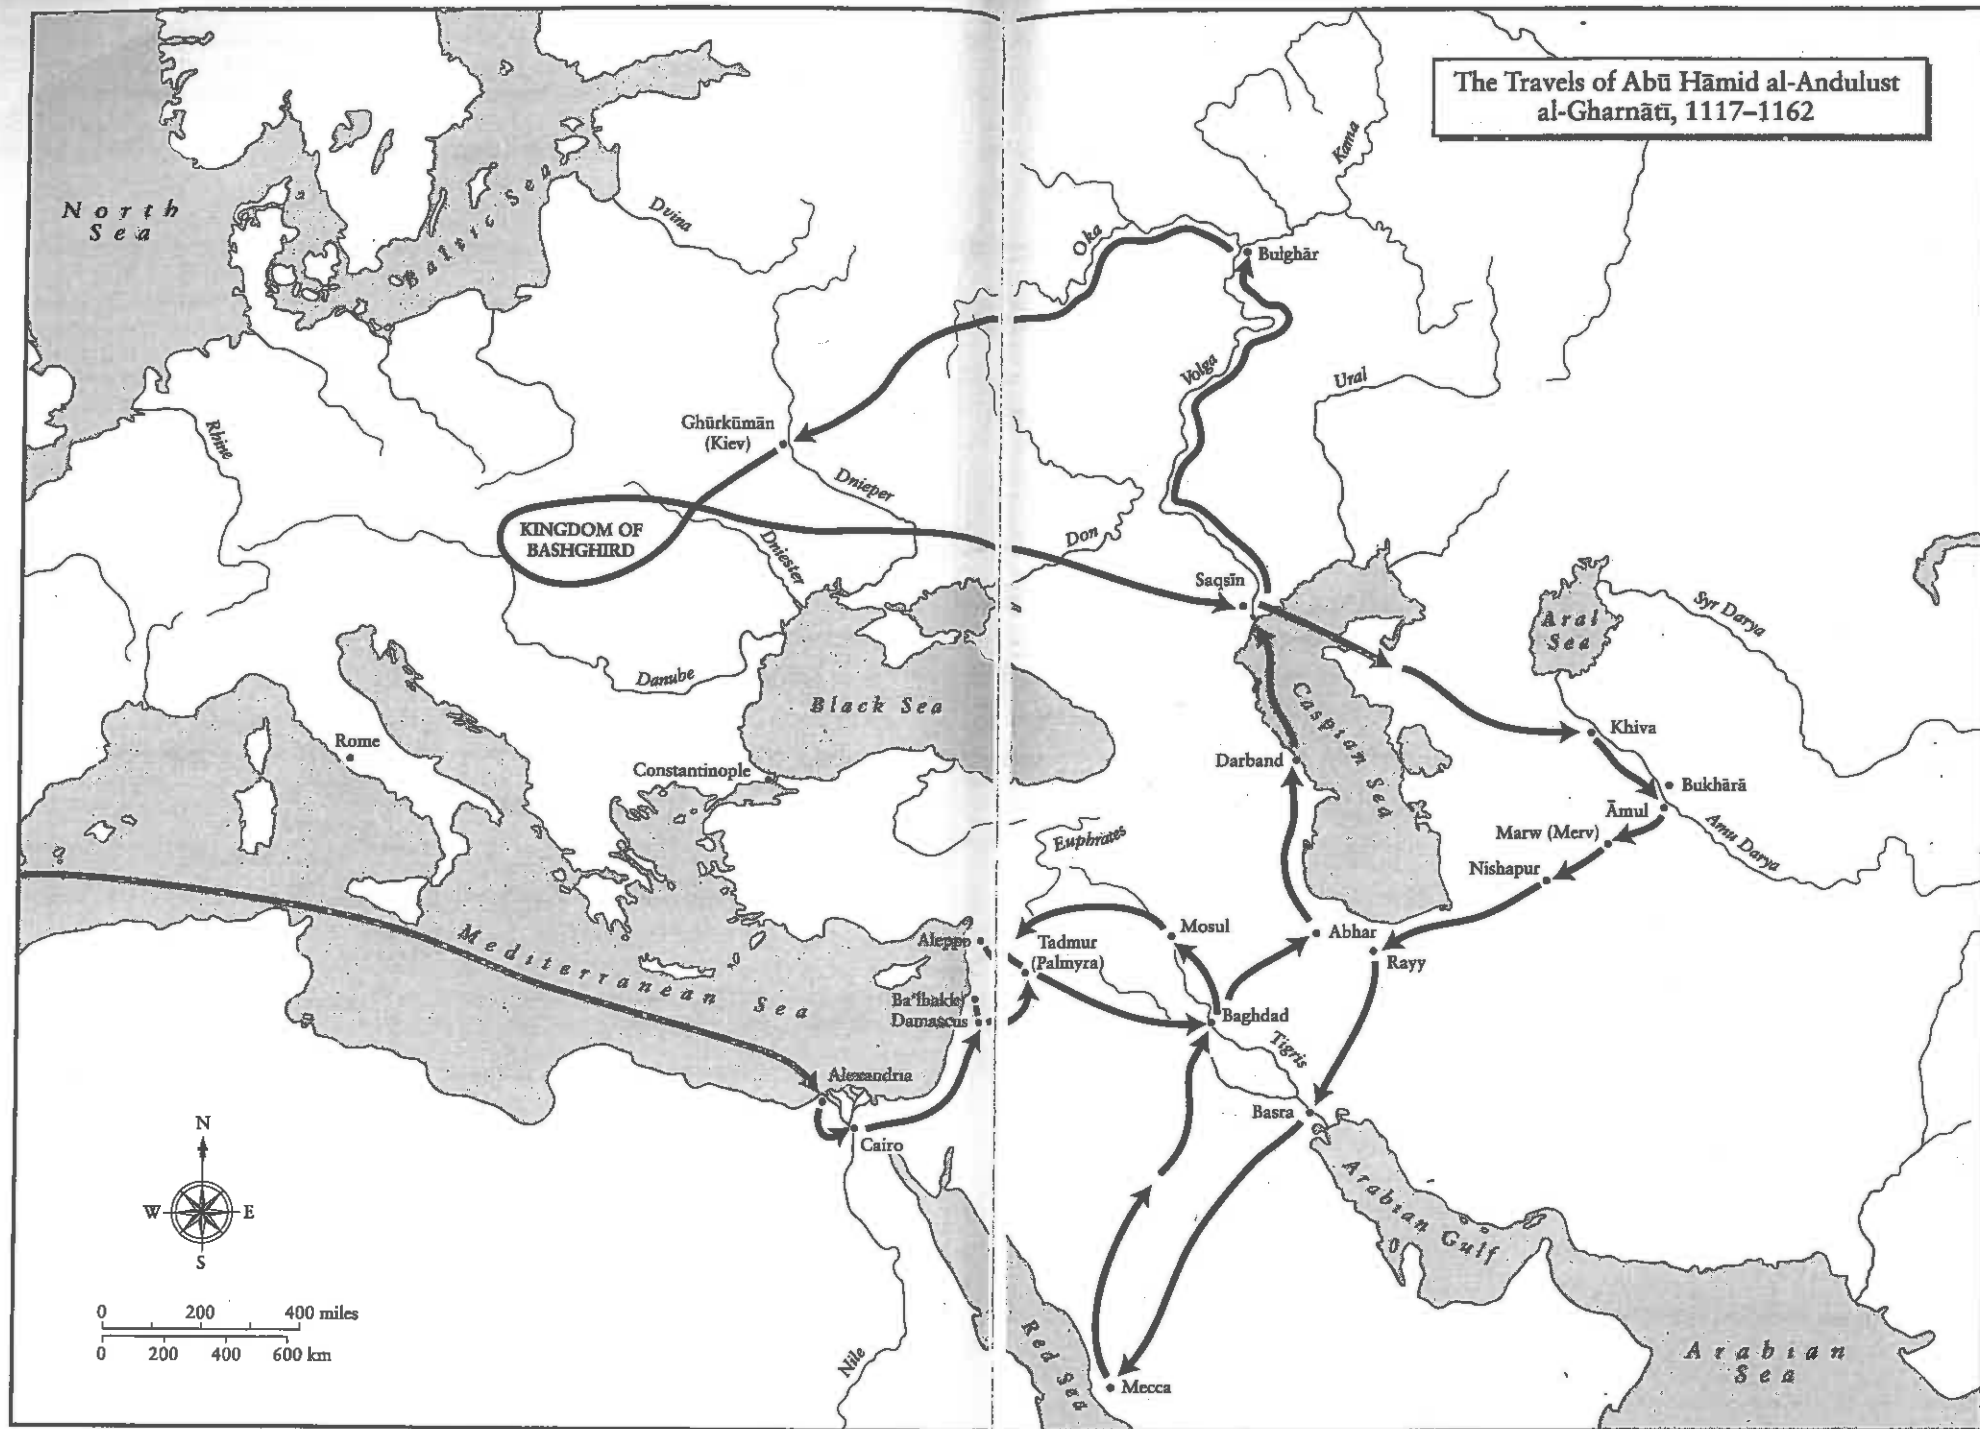 The Travels of Abū Hāmid al-Andulust
al-Gharnātī, 1117–1162
North
Sea
Baltic Sea
Dvina
Oka
Kama
Bulghār
Volga
Ural
Rhine
Ghūrkūmān
(Kiev)
Dnieper
KINGDOM OF
BASHGHIRD
Dniester
Don
Saqsīn
Aral
Sea
Syr Darya
Danube
Black Sea
Caspian Sea
Khiva
Rome
Constantinople
Darband
Bukhārā
Āmul
Amu Darya
Marw (Merv)
Nishapur
Euphrates
Mediterranean Sea
Aleppo
Tadmur
(Palmyra)
Mosul
Abhar
Rayy
Ba'lbakk
Damascus
Baghdad
Tigris
Alexandria
Cairo
Basra
Arabian Gulf
N
W
E
S
0 200 400 miles
0 200 400 600 km
Nile
Red Sea
Mecca
Arabian
Sea